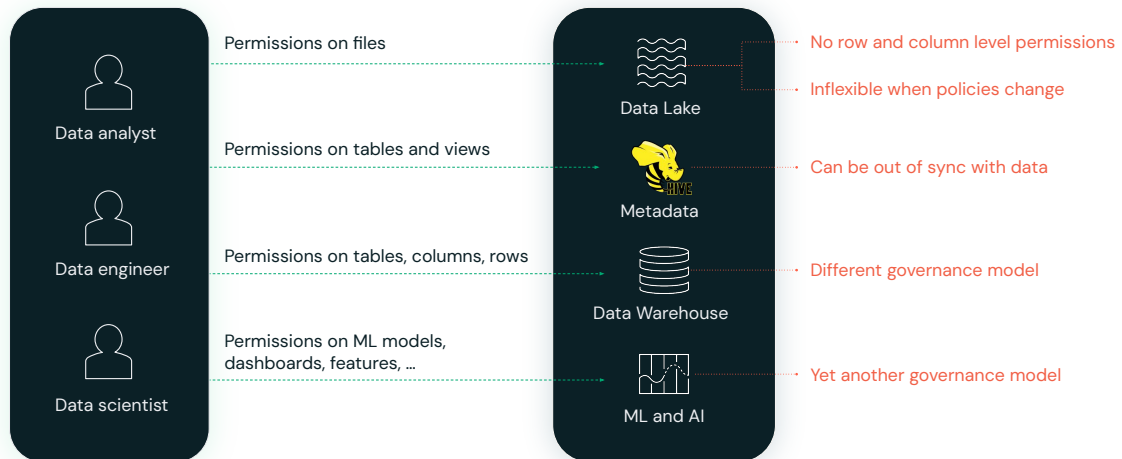 Data analyst
Data engineer
Data scientist
Permissions on files
Permissions on tables and views
Permissions on tables, columns, rows
Permissions on ML models,
dashboards, features, …
Data Lake
HIVE
Metadata
Data Warehouse
ML and AI
No row and column level permissions
Inflexible when policies change
Can be out of sync with data
Different governance model
Yet another governance model